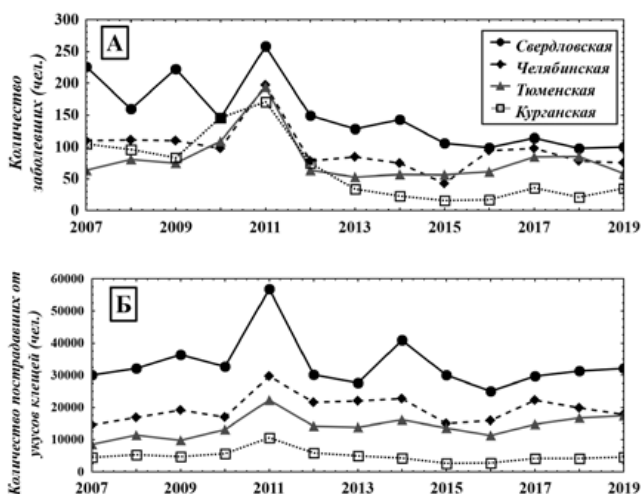 Количество
заболевших (чел.)
300
250
200
150
100
50
0
А
Свердловская
Челябинская
Тюменская
Курганская
2007
2009
2011
2013
2015
2017
2019
Количество пострадавших от
укусов клещей (чел.)
60000
50000
40000
30000
20000
10000
0
Б
2007
2009
2011
2013
2015
2017
2019